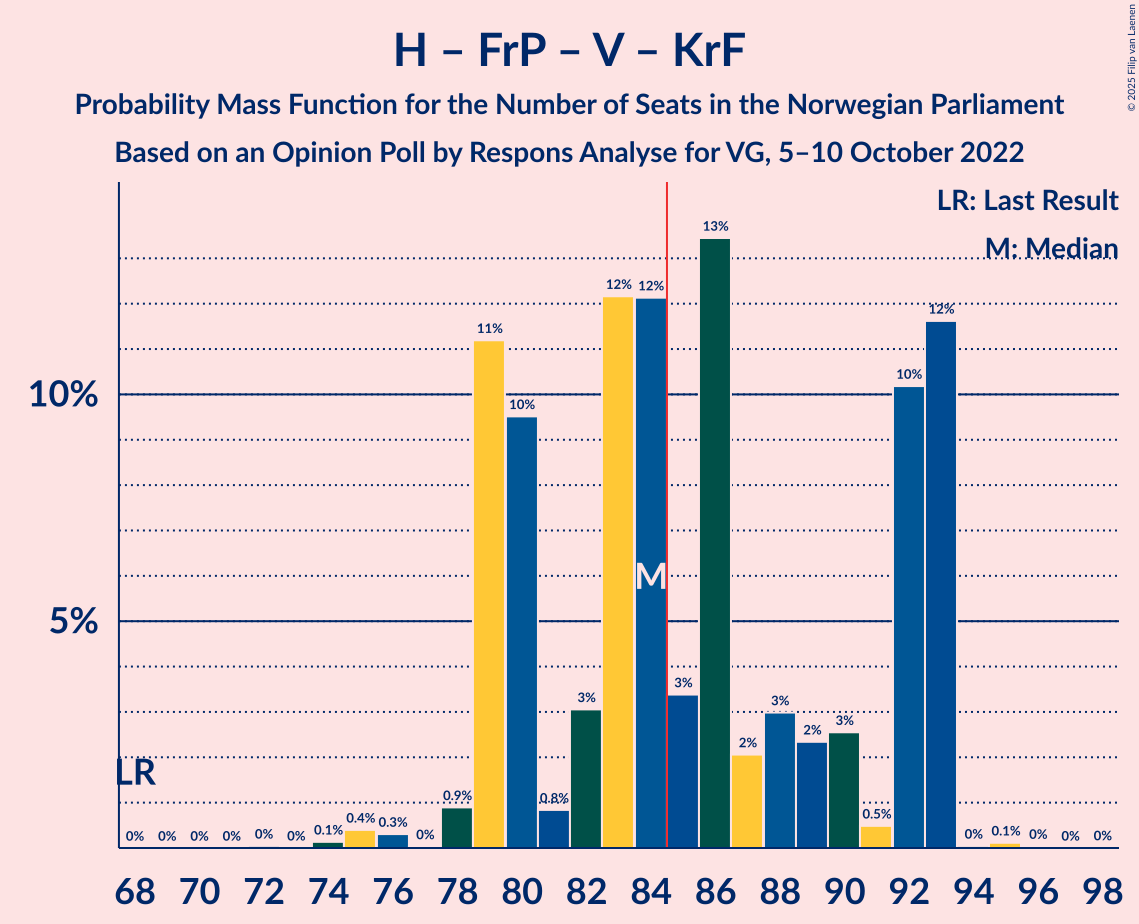 H – FrP – V – KrF
Probability Mass Function for the Number of Seats in the Norwegian Parliament
Based on an Opinion Poll by Respons Analyse for VG, 5–10 October 2022
© 2025 Filip van Laenen
LR: Last Result
M: Median
10%
5%
LR
M
0% 0% 0% 0% 0% 0% 0.1% 0.4% 0.3% 0% 0.9% 11% 10% 0.8% 3% 12% 12% 3% 13% 2% 3% 2% 3% 0.5% 10% 12% 0% 0.1% 0% 0% 0%
68 70 72 74 76 78 80 82 84 86 88 90 92 94 96 98